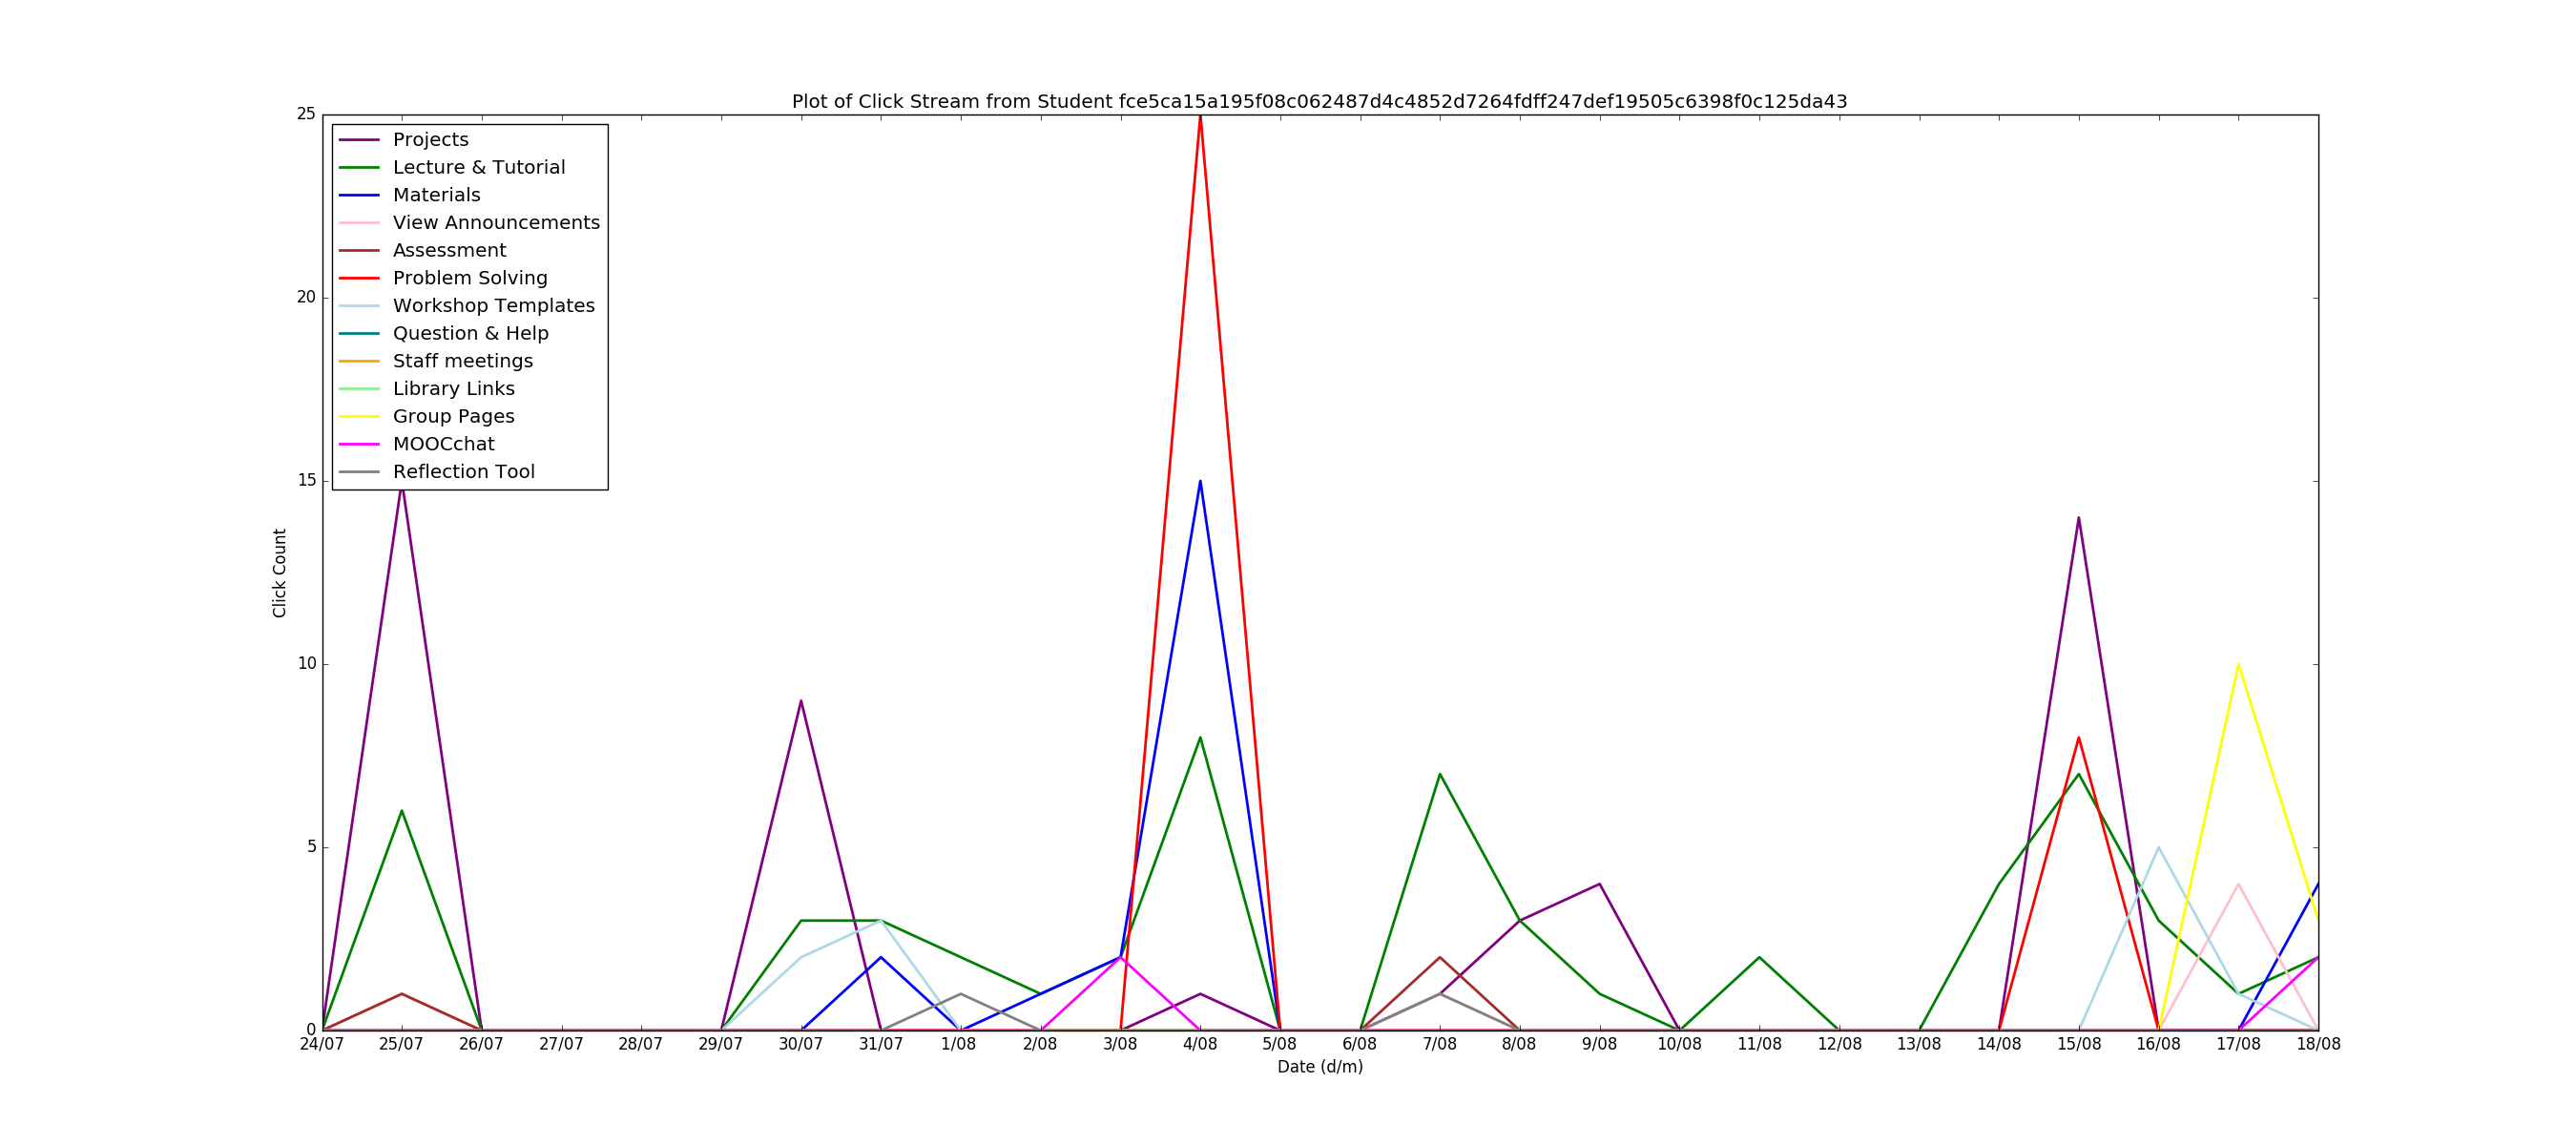 Plot of Click Stream from Student fce5ca15a195f08c062487d4c4852d7264fdff247def19505c6398f0c125da43
25
20
15
10
5
0
Click Count
Projects
Lecture & Tutorial
Materials
View Announcements
Assessment
Problem Solving
Workshop Templates
Question & Help
Staff meetings
Library Links
Group Pages
MOOCchat
Reflection Tool
24/07 25/07 26/07 27/07 28/07 29/07 30/07 31/07 1/08 2/08 3/08 4/08 5/08 6/08 7/08 8/08 9/08 10/08 11/08 12/08 13/08 14/08 15/08 16/08 17/08 18/08
Date (d/m)